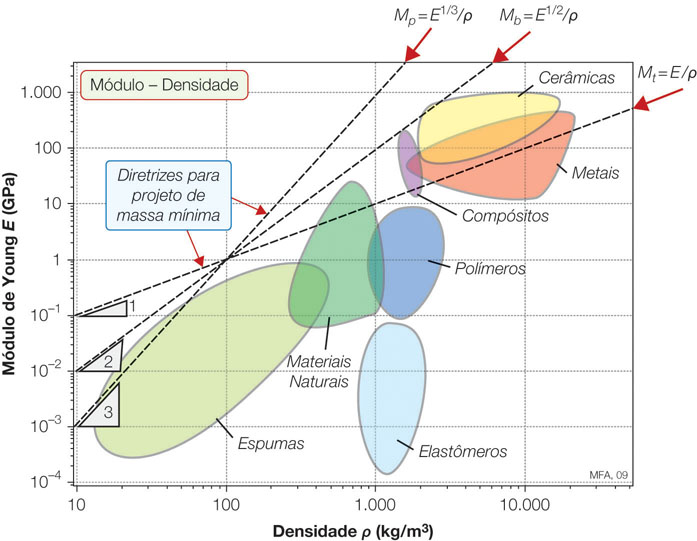 Mp = E1/3/ρ
Mb = E1/2/ρ
Mt = E/ρ
Módulo – Densidade
Cerâmicas
Metais
Compósitos
Diretrizes para
projeto de
massa mínima
Polímeros
Materiais
Naturais
Espumas
Elastômeros
1
2
3
MFA, 09
Módulo de Young E (GPa)
1.000
100
10
1
10−1
10−2
10−3
10−4
10
100
1.000
10.000
Densidade ρ (kg/m3)